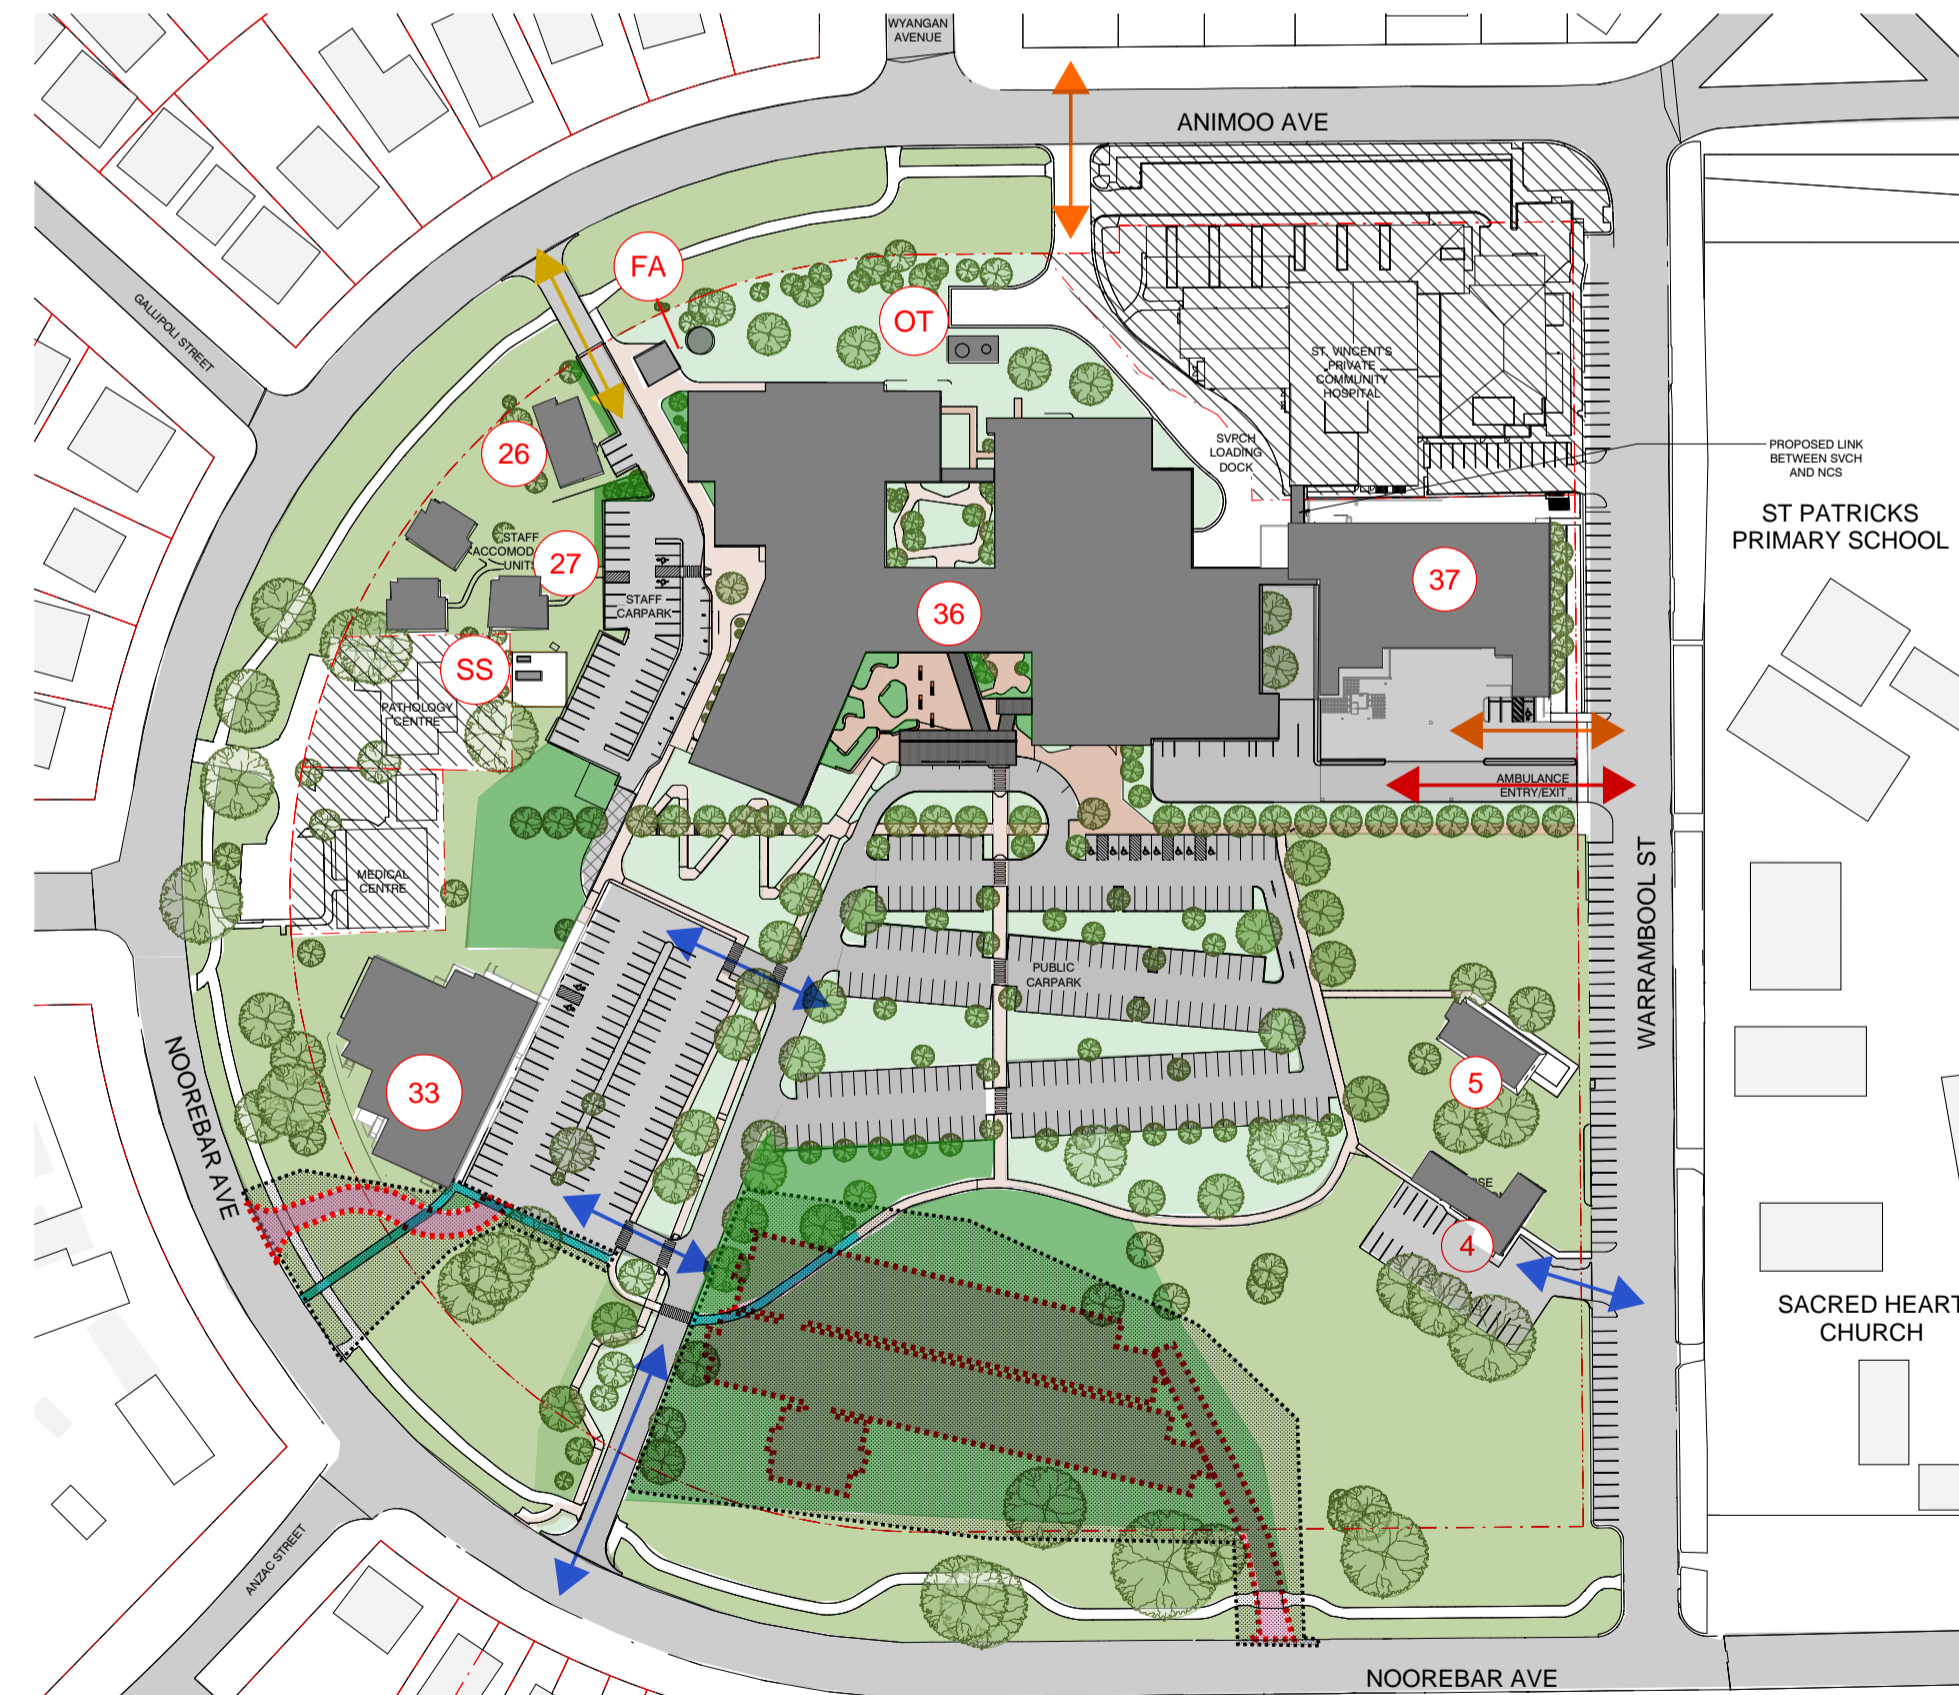 WYANGAN
AVENUE
ANIMOO AVE
FA
OT
GALLIPOLI STREET
ST. VINCENT'S
PRIVATE
COMMUNITY
HOSPITAL
SVPCH
LOADING
DOCK
PROPOSED LINK
BETWEEN SVCH
AND NCS
ST PATRICKS
PRIMARY SCHOOL
26
STAFF
ACCOMOD
UNITS
27
STAFF
CARPARK
36
37
SS
PATHOLOGY
CENTRE
AMBULANCE
ENTRY/EXIT
MEDICAL
CENTRE
WARRAMBOOL ST
PUBLIC
CARPARK
NOOREBAR AVE
33
5
4
SACRED HEART
CHURCH
ANZAC STREET
NOOREBAR AVE